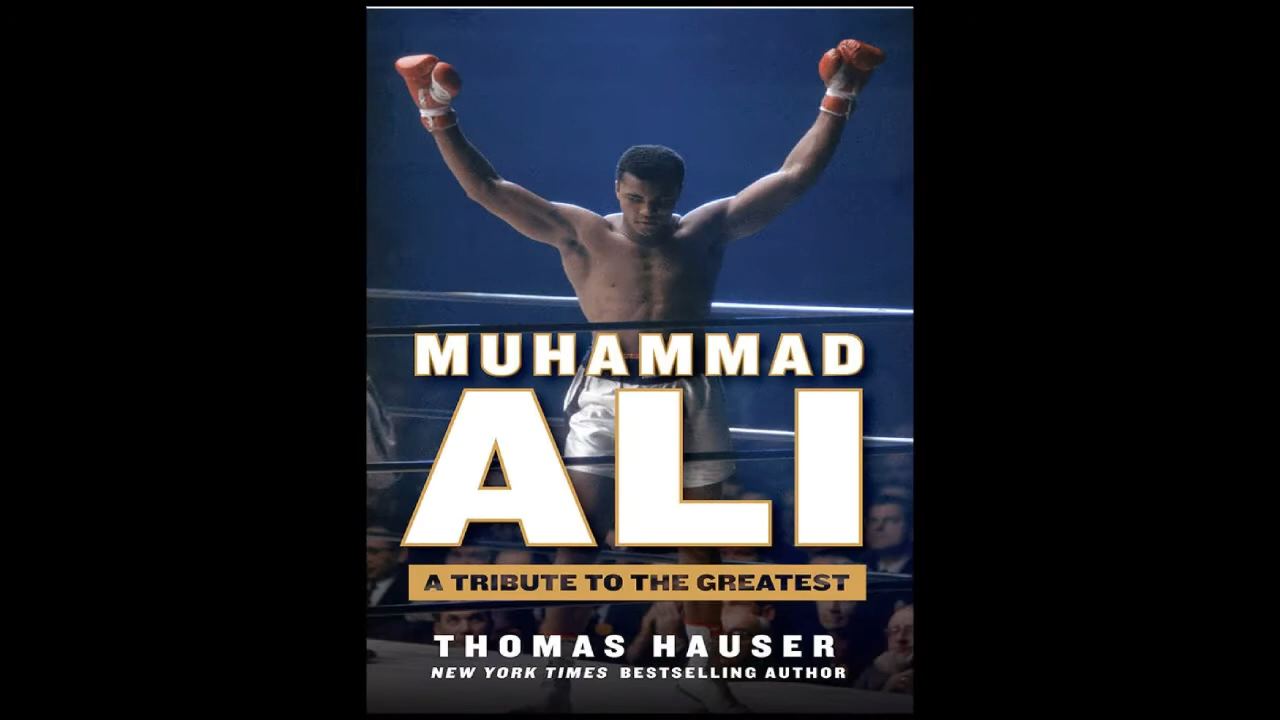 MUHAMMAD
ALI
A TRIBUTE TO THE GREATEST
THOMAS HAUSER
NEW YORK TIMES BESTSELLING AUTHOR